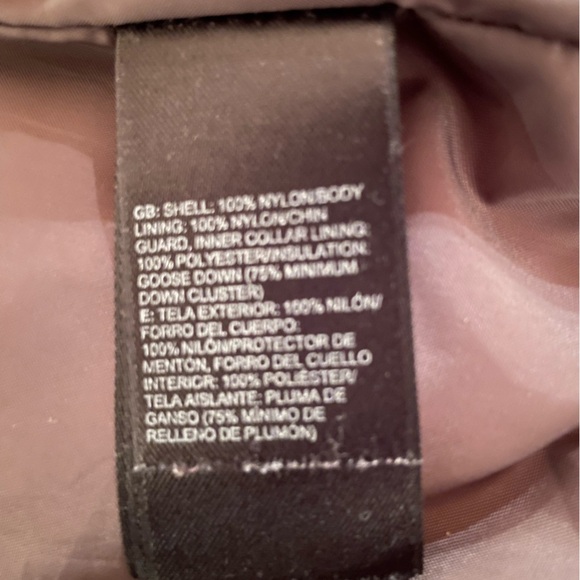 GB: SHELL: 100% NYLON/BODY
LINING: 100% NYLON/CHIN
GUARD, INNER COLLAR LINING:
100% POLYESTER/INSULATION:
GOOSE DOWN (75% MINIMUM
DOWN CLUSTER)
E: TELA EXTERIOR: 100% NILÓN/
FORRO DEL CUERPO:
100% NILÓN/PROTECTOR DE
MENTÓN, FORRO DEL CUELLO
INTERIOR: 100% POLIÉSTER/
TELA AISLANTE: PLUMA DE
GANSO (75% MÍNIMO DE
RELLENO DE PLUMÓN)